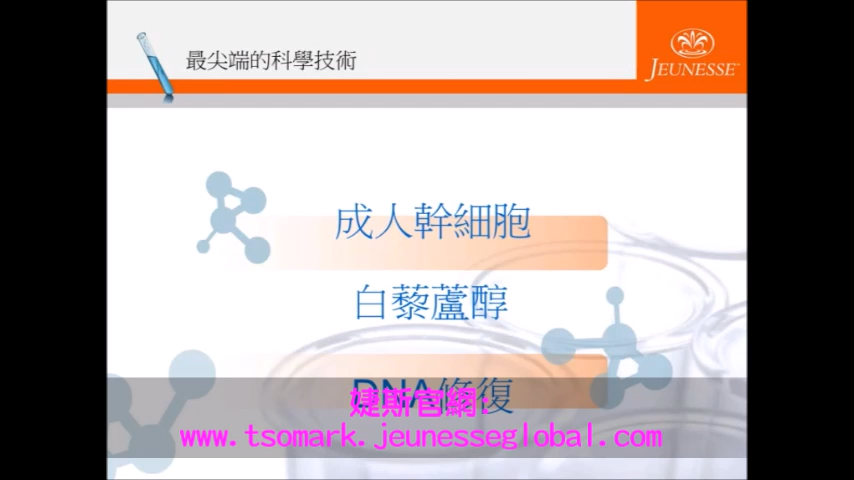 最尖端的科學技術
JEUNESSE
成人幹細胞
白藜蘆醇
DNA修復
婕斯官網:
www.tsomark.jeunesseglobal.com